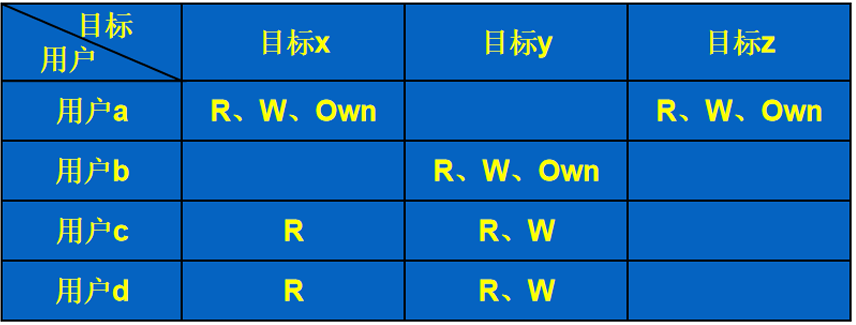 目标
用户
目标x 目标y 目标z
用户a R、W、Own R、W、Own
用户b R、W、Own
用户c R R、W
用户d R R、W